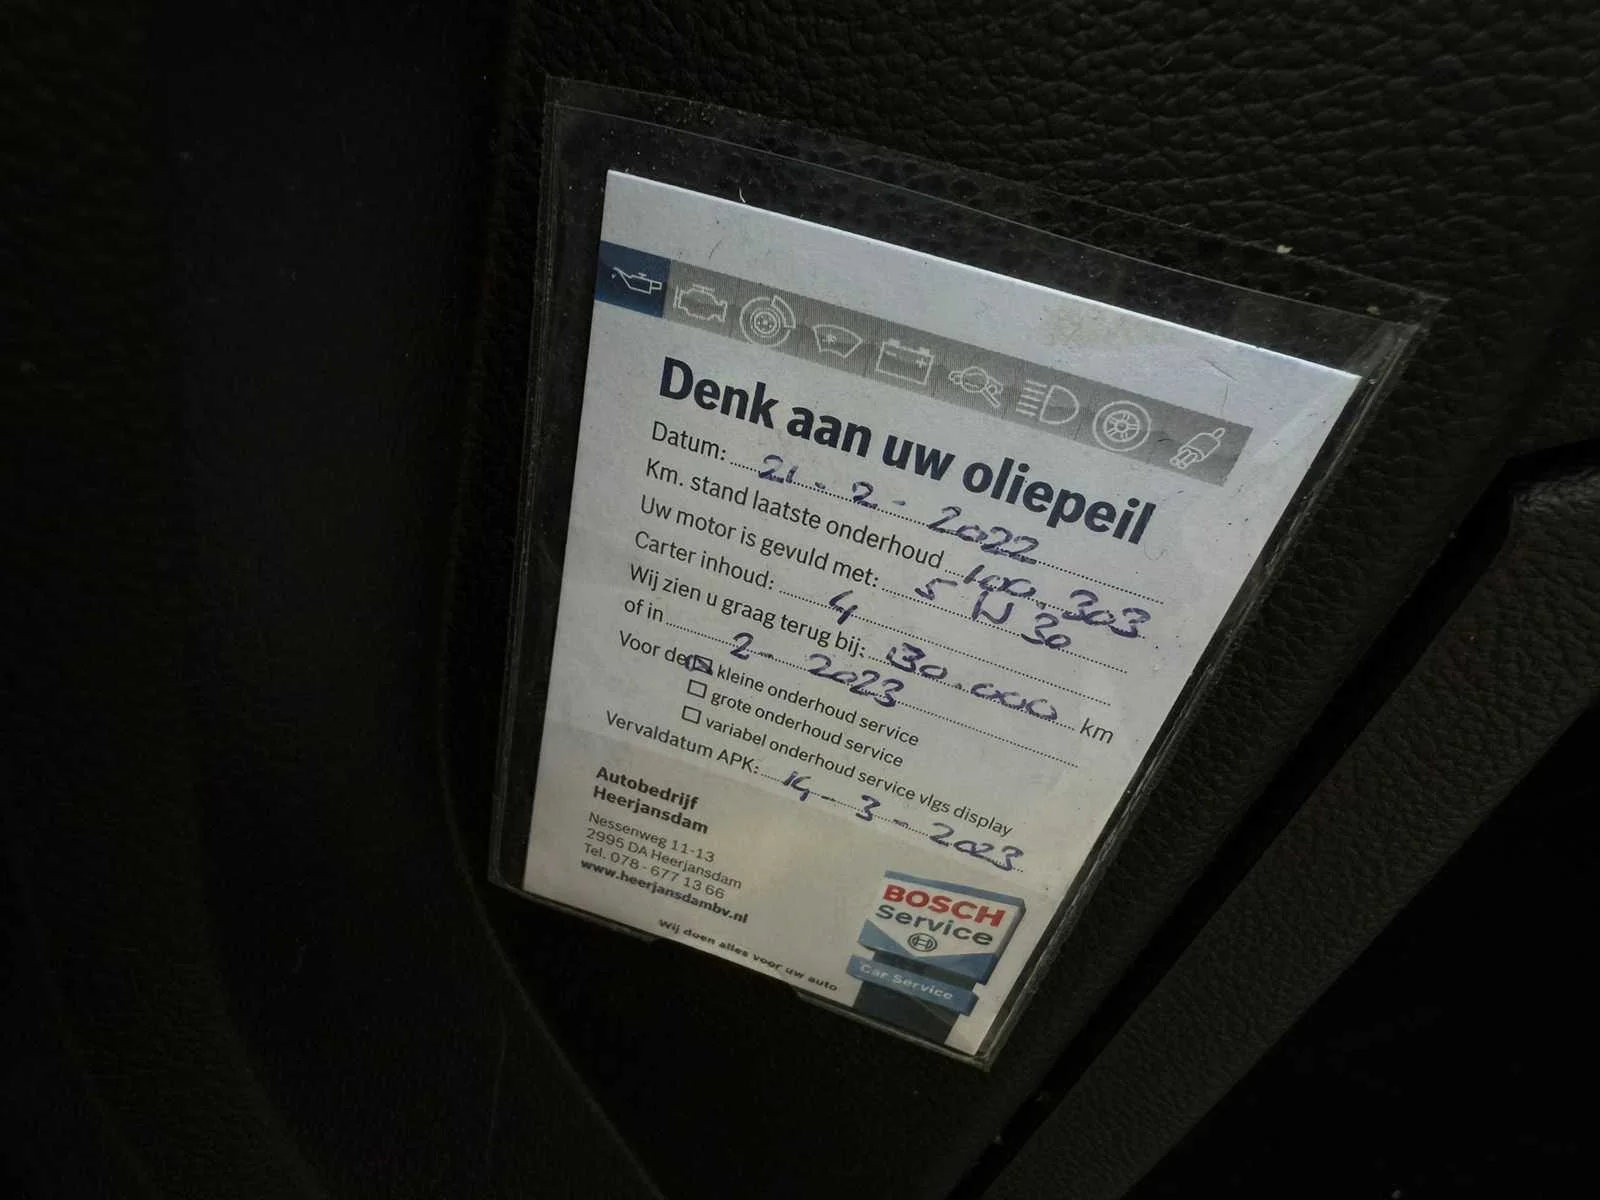 Denk aan uw oliepeil
Datum: 21 - 2 - 2022
Km. stand laatste onderhoud 100.303
Uw motor is gevuld met: 5 W 30
Carter inhoud: 4
Wij zien u graag terug bij: 30.000 km
of in 2 - 2023
Voor de kleine onderhoud service
grote onderhoud service
variabel onderhoud service vlgs display
Vervaldatum APK: 14 - 3 - 2023
Autobedrijf
Heerjansdam
Nessenweg 11-13
2995 DA Heerjansdam
Tel. 078 - 677 13 66
www.heerjansdambv.nl
Wij doen alles voor uw auto
BOSCH
Service
Car Service